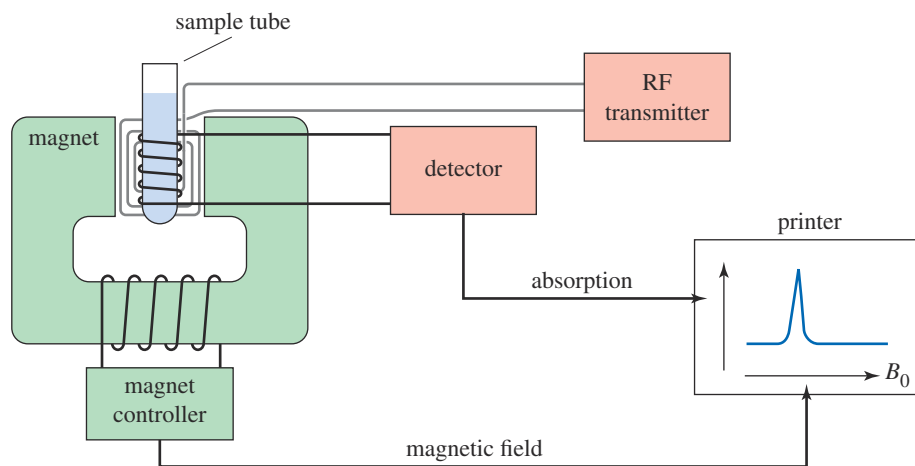 sample tube
RF
transmitter
magnet
detector
printer
absorption
B₀
magnet
controller
magnetic field